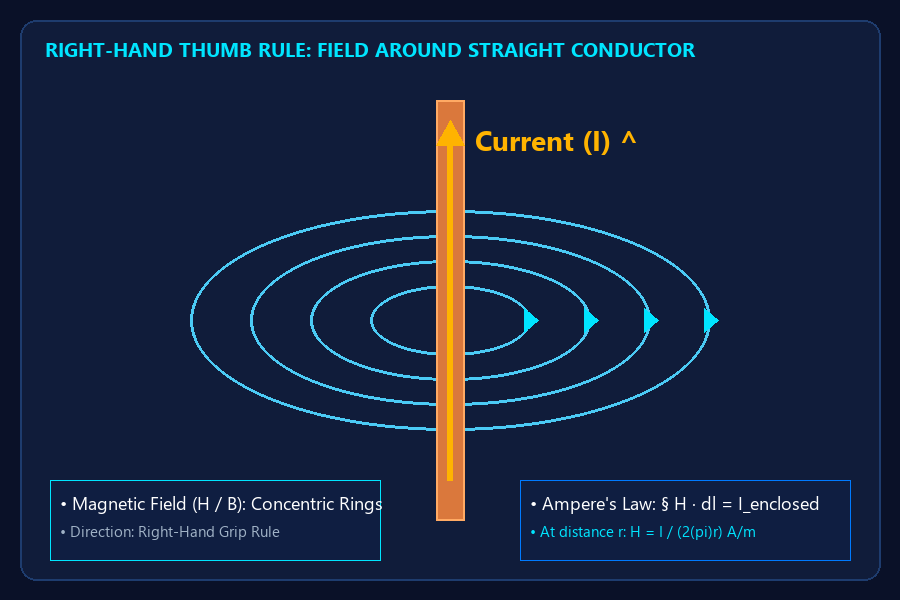 RIGHT-HAND THUMB RULE: FIELD AROUND STRAIGHT CONDUCTOR
Current (I) ^
• Magnetic Field (H / B): Concentric Rings
• Direction: Right-Hand Grip Rule
• Ampere's Law: § H · dl = I_enclosed
• At distance r: H = I / (2(pi)r) A/m